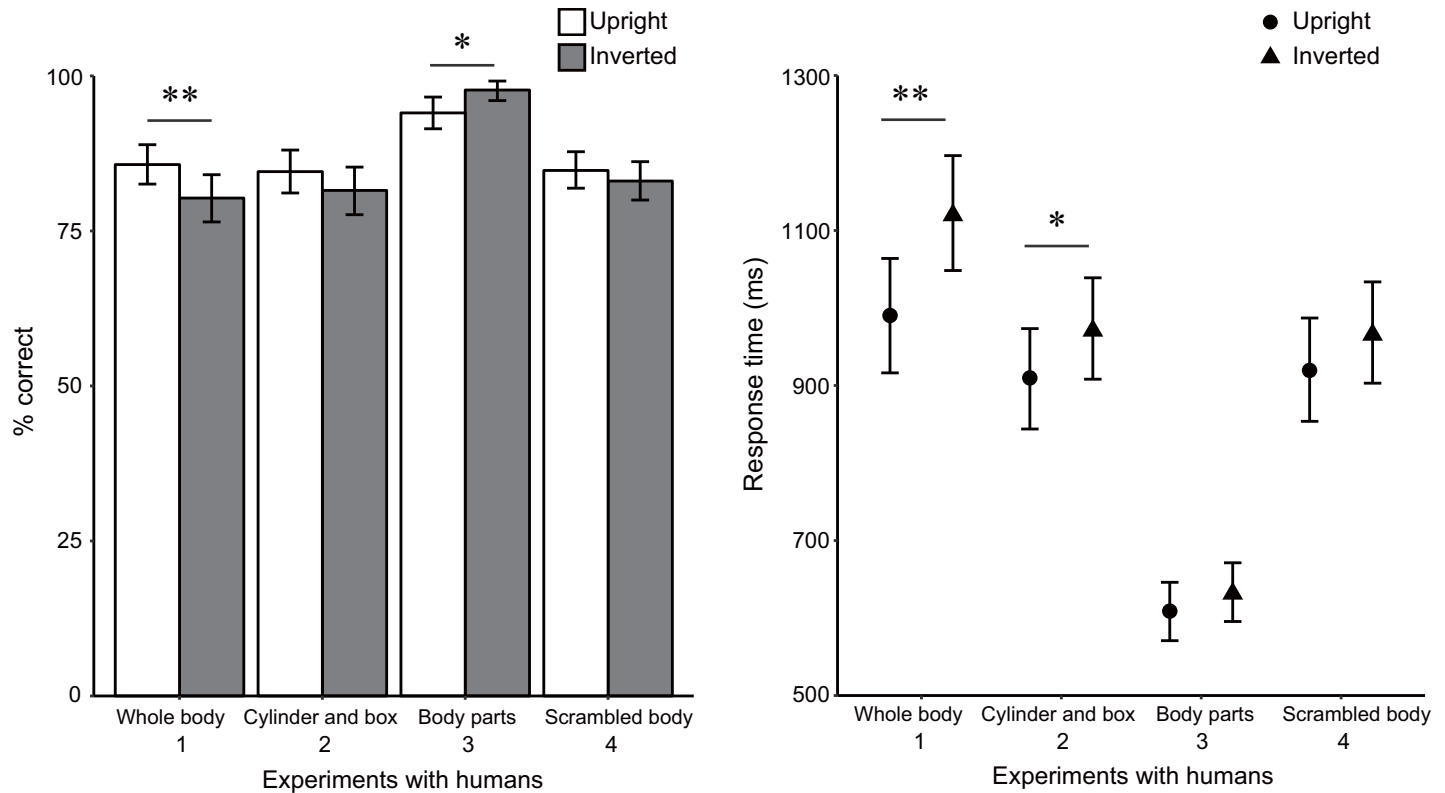 Upright
Inverted
% correct
100
75
50
25
0
**
*
Whole body Cylinder and box Body parts Scrambled body
1 2 3 4
Experiments with humans
Upright
Inverted
Response time (ms)
1300
1100
900
700
500
**
*
Whole body Cylinder and box Body parts Scrambled body
1 2 3 4
Experiments with humans